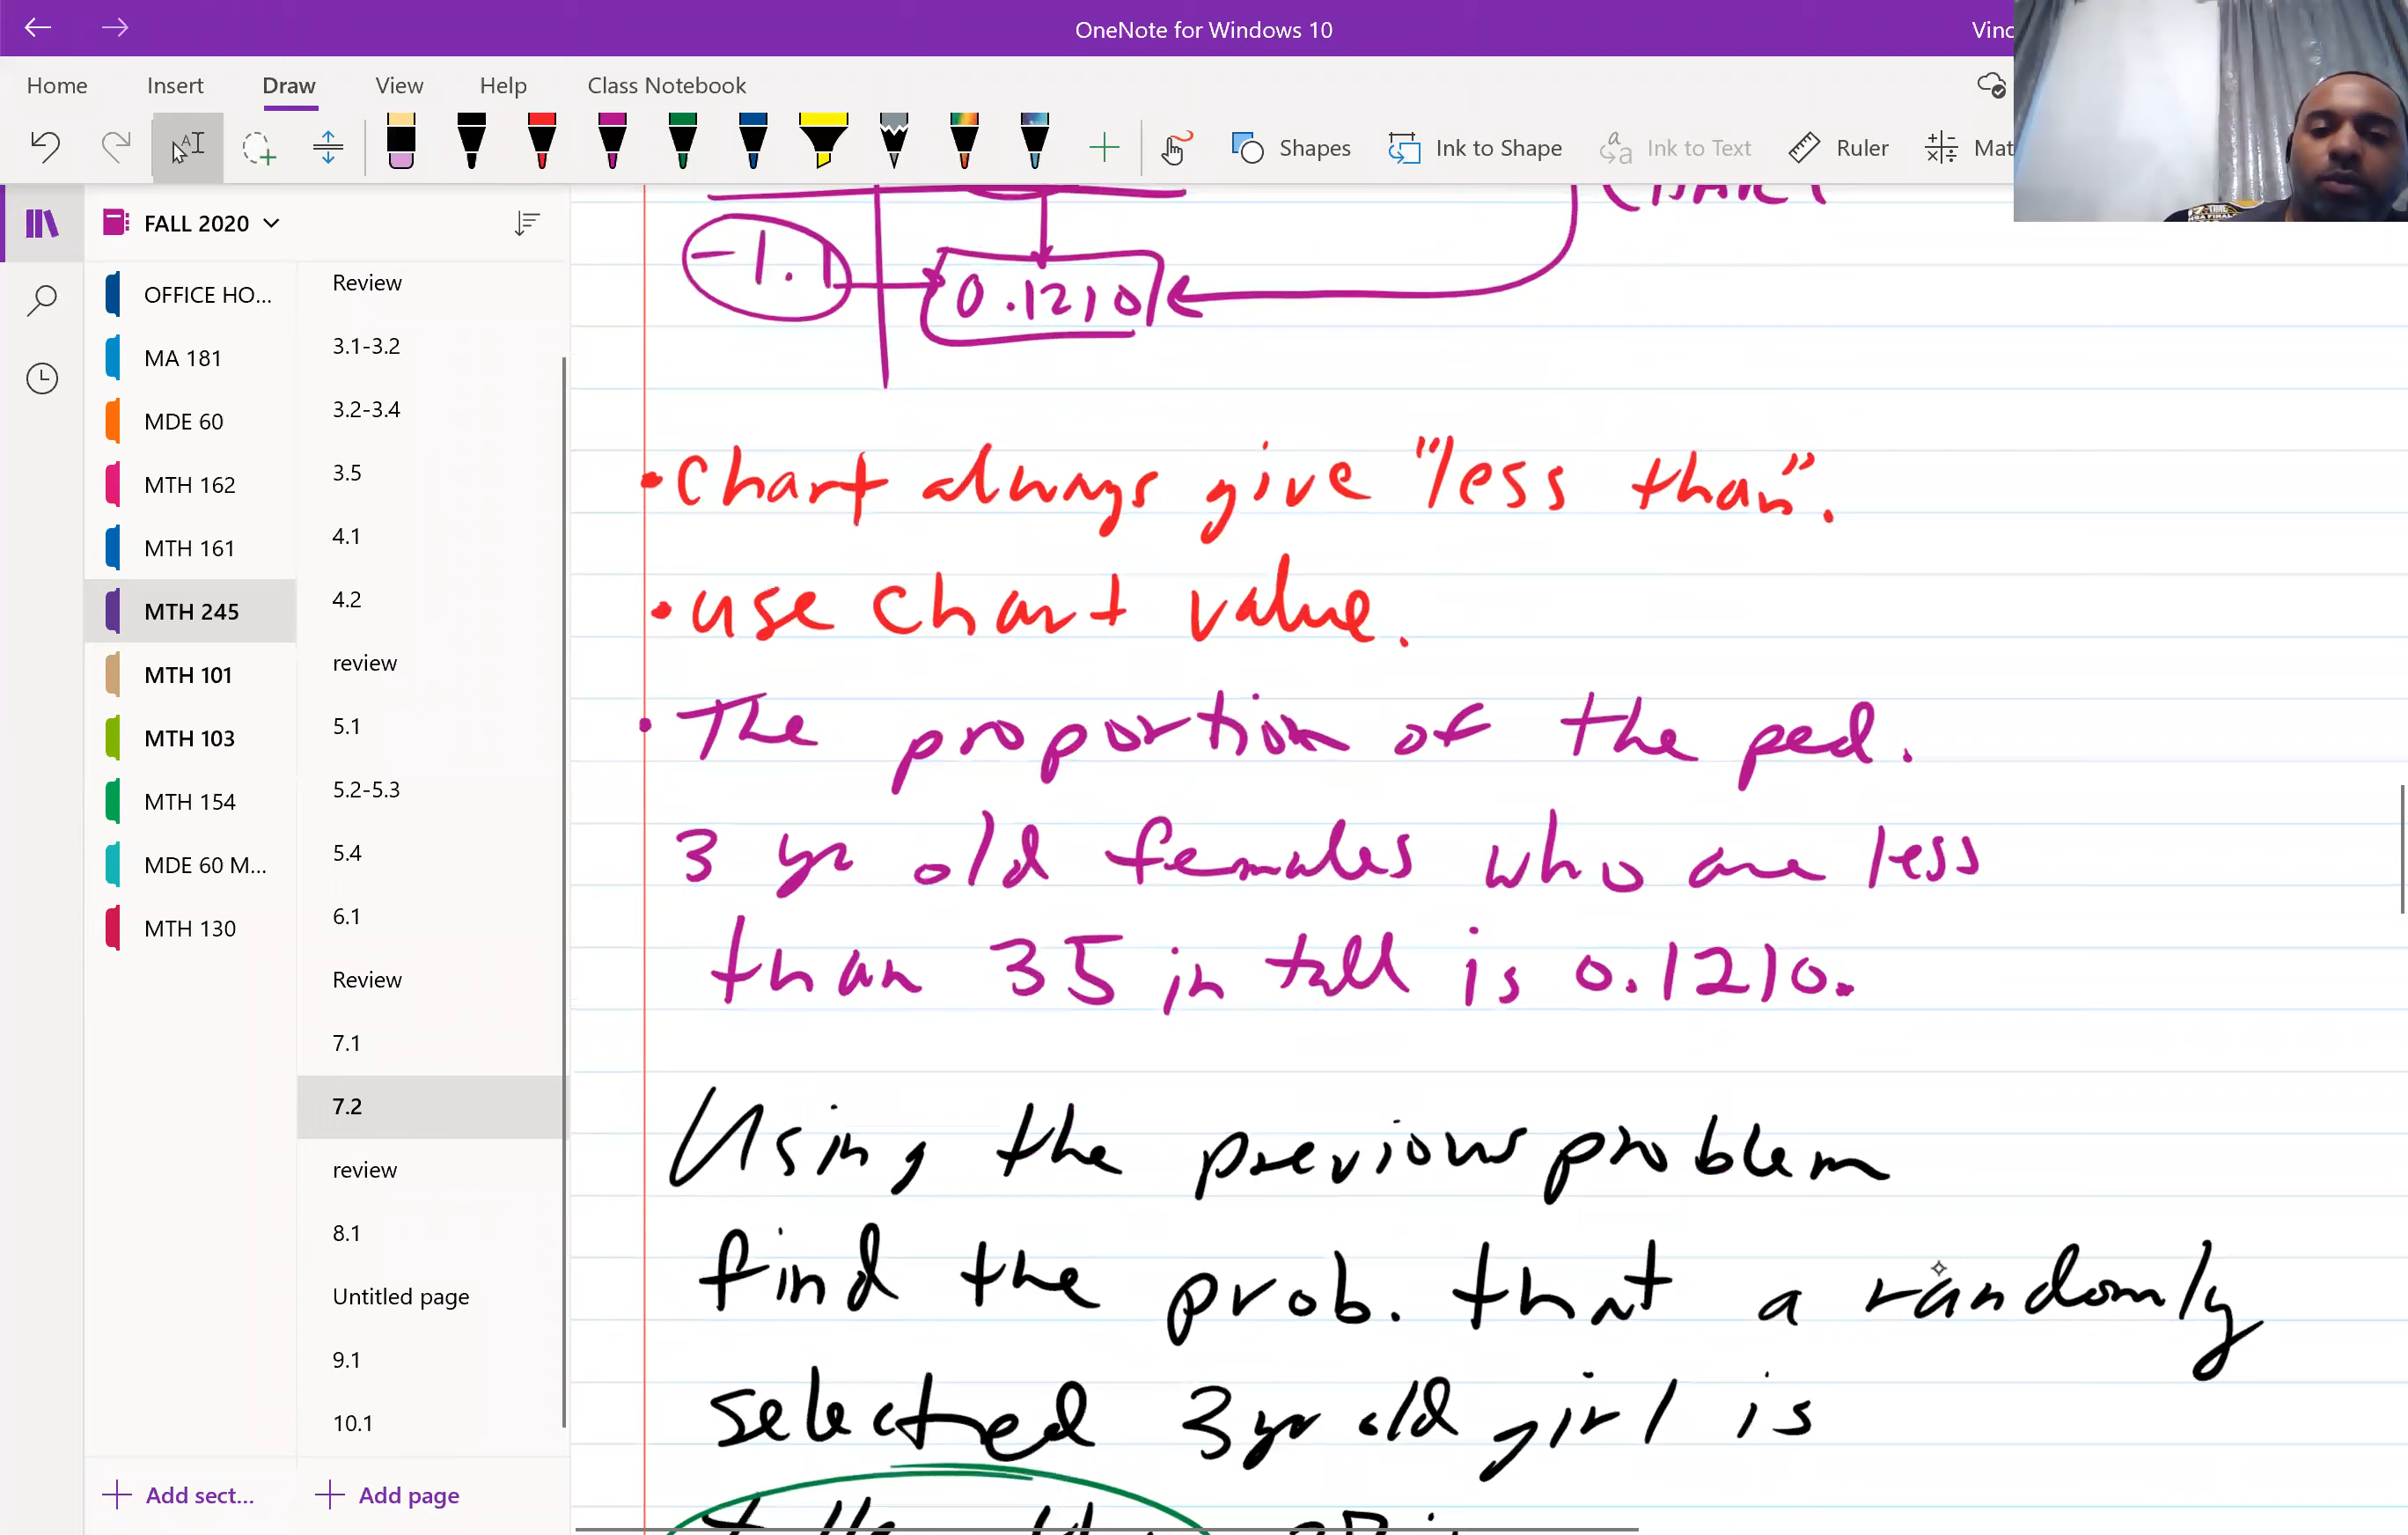 OneNote for Windows 10
Vinc
Home Insert Draw View Help Class Notebook
Shapes Ink to Shape Ink to Text Ruler Mat
FALL 2020
OFFICE HO...
MA 181
MDE 60
MTH 162
MTH 161
MTH 245
MTH 101
MTH 103
MTH 154
MDE 60 M...
MTH 130
Add sect...
Review
3.1-3.2
3.2-3.4
3.5
4.1
4.2
review
5.1
5.2-5.3
5.4
6.1
Review
7.1
7.2
review
8.1
Untitled page
9.1
10.1
Add page
-1.1 0.1210
• Chart always give "less than".
• use chart value.
• The proportion of the ped.
3 yr old females who are less
than 35 in tall is 0.1210.
Using the previous problem
find the prob. that a randomly
selected 3 yr old girl is